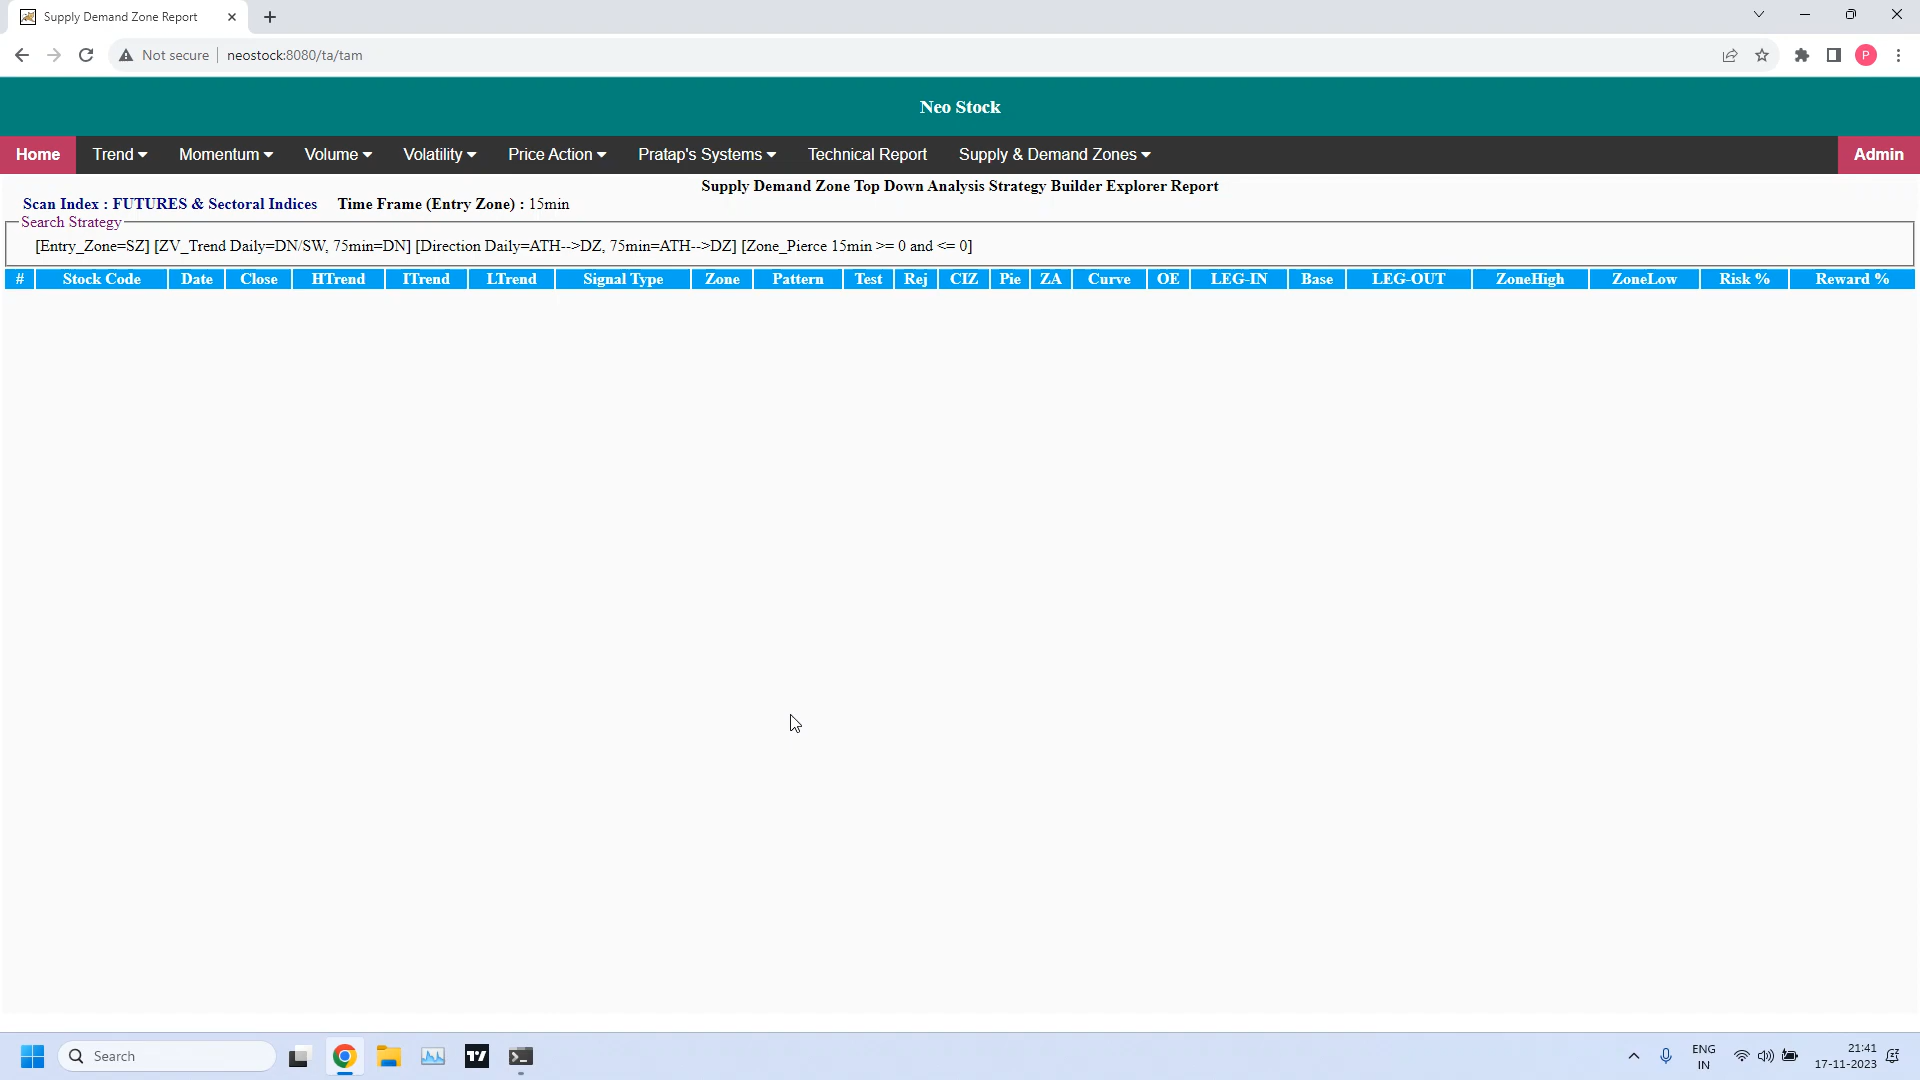 Supply Demand Zone Report
Not secure neostock:8080/ta/tam
P
Neo Stock
Home Trend Momentum Volume Volatility Price Action Pratap's Systems Technical Report Supply & Demand Zones Admin
Supply Demand Zone Top Down Analysis Strategy Builder Explorer Report
Scan Index : FUTURES & Sectoral Indices Time Frame (Entry Zone) : 15min
Search Strategy
[Entry_Zone=SZ] [ZV_Trend Daily=DN/SW, 75min=DN] [Direction Daily=ATH-->DZ, 75min=ATH-->DZ] [Zone_Pierce 15min >= 0 and <= 0]
# Stock Code Date Close HTrend ITrend LTrend Signal Type Zone Pattern Test Rej CIZ Pie ZA Curve OE LEG-IN Base LEG-OUT ZoneHigh ZoneLow Risk % Reward %
Search
ENG
IN
21:41
17-11-2023